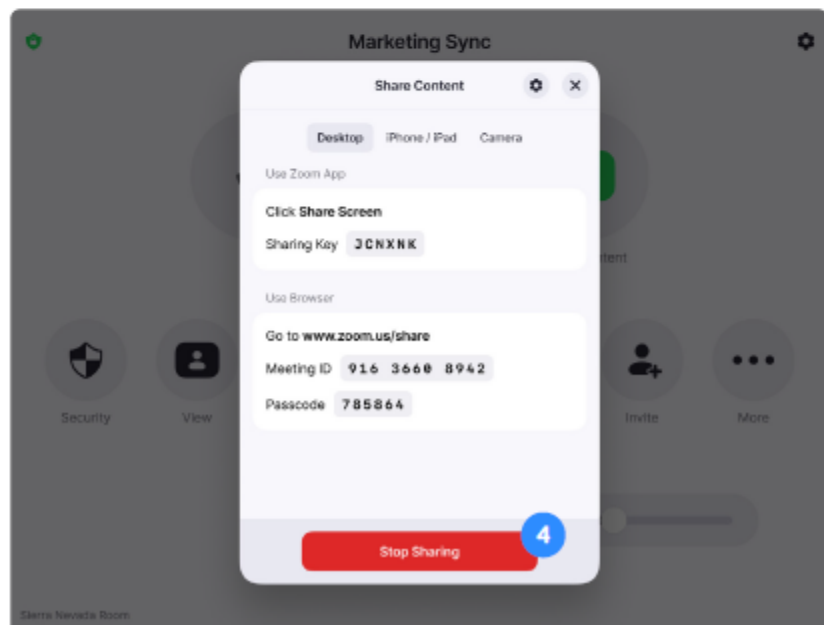 Marketing Sync
Share Content
Desktop iPhone / iPad Camera
Use Zoom App
Click Share Screen
Sharing Key JCNXNK
Use Browser
Go to www.zoom.us/share
Meeting ID 916 3660 8942
Passcode 785864
Security View Invite More
4
Stop Sharing
Sierra Nevada Room